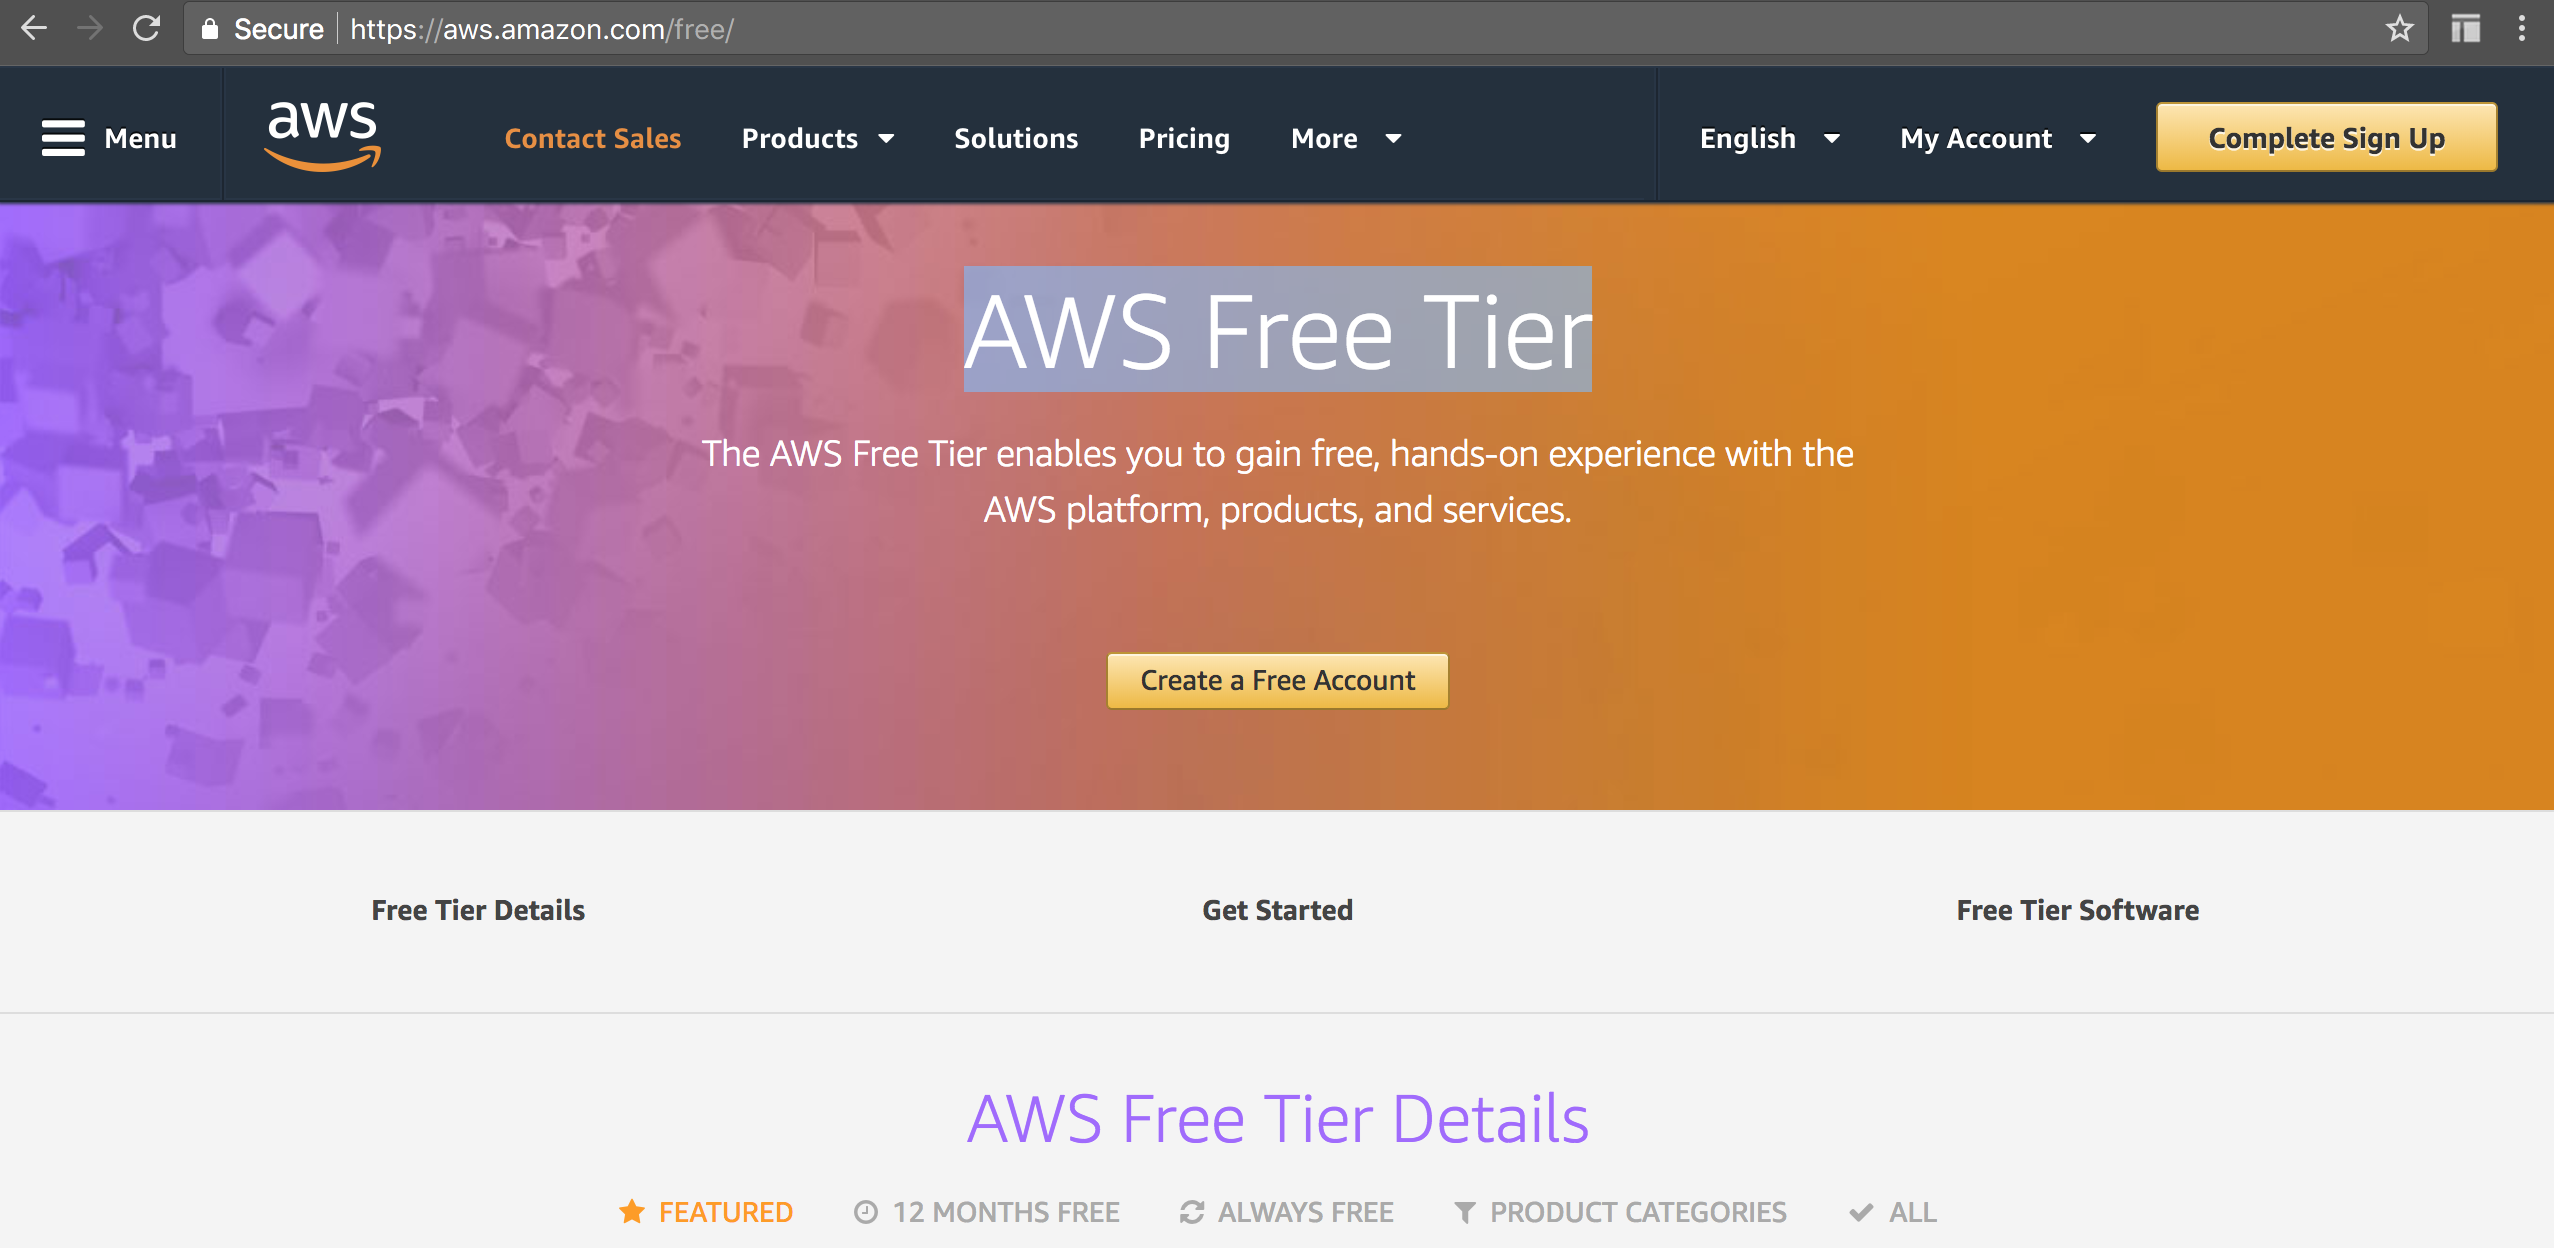 Secure https://aws.amazon.com/free/
Menu aws Contact Sales Products Solutions Pricing More English My Account Complete Sign Up
AWS Free Tier
The AWS Free Tier enables you to gain free, hands-on experience with the
AWS platform, products, and services.
Create a Free Account
Free Tier Details Get Started Free Tier Software
AWS Free Tier Details
FEATURED 12 MONTHS FREE ALWAYS FREE PRODUCT CATEGORIES ALL